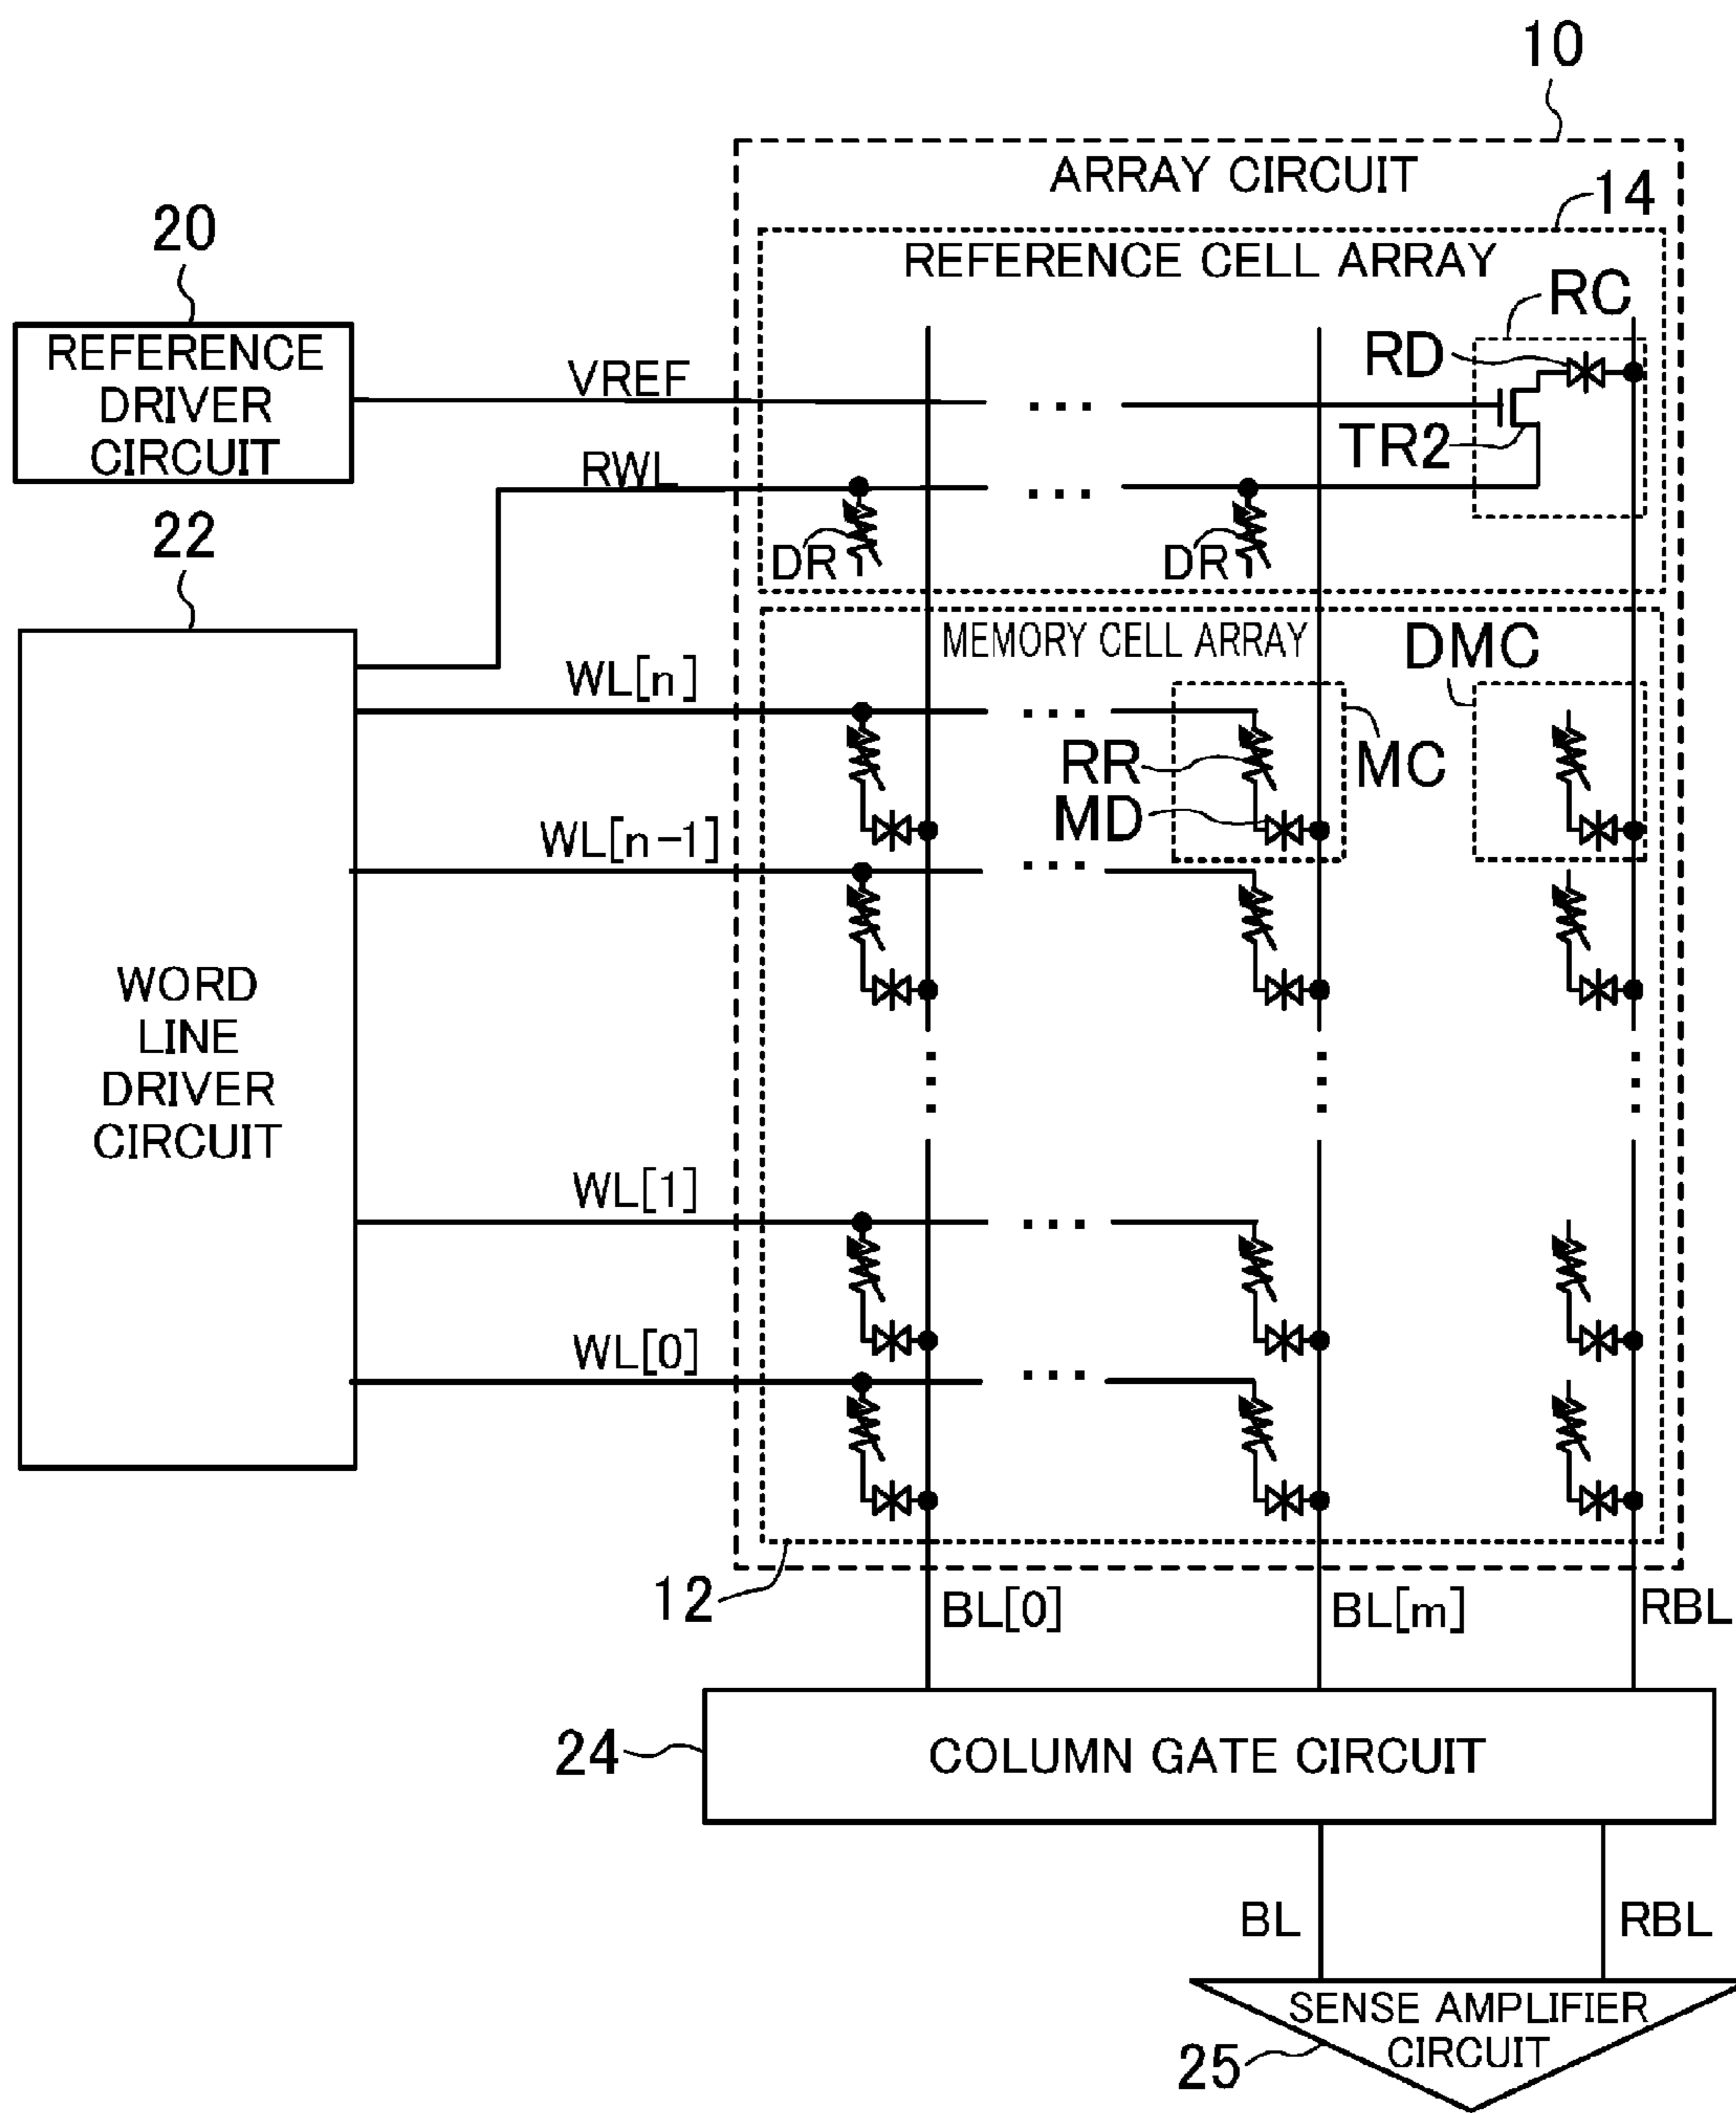 10
ARRAY CIRCUIT
14
20
REFERENCE CELL ARRAY
RC
RD
REFERENCE
DRIVER
CIRCUIT
VREF
...
TR2
RWL
...
22
DR
DR
MEMORY CELL ARRAY
DMC
WL[n]
...
RR
MC
MD
WL[n-1]
...
WORD
LINE
DRIVER
CIRCUIT
WL[1]
...
WL[0]
...
12
BL[0]
BL[m]
RBL
24
COLUMN GATE CIRCUIT
BL
RBL
SENSE AMPLIFIER
CIRCUIT
25